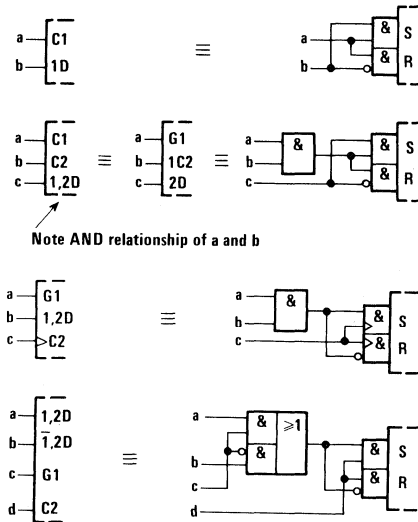 a C1 ≡ a & S
b 1D b & R
a C1 ≡ a G1 ≡ a & & S
b C2 b 1C2 b & R
c 1,2D c 2D c
Note AND relationship of a and b
a G1 ≡ a & & S
b 1,2D b & R
c C2 c
a 1,2D ≡ a & ≥1 & S
b 1̅,2D b & & R
c G1 c
d C2 d